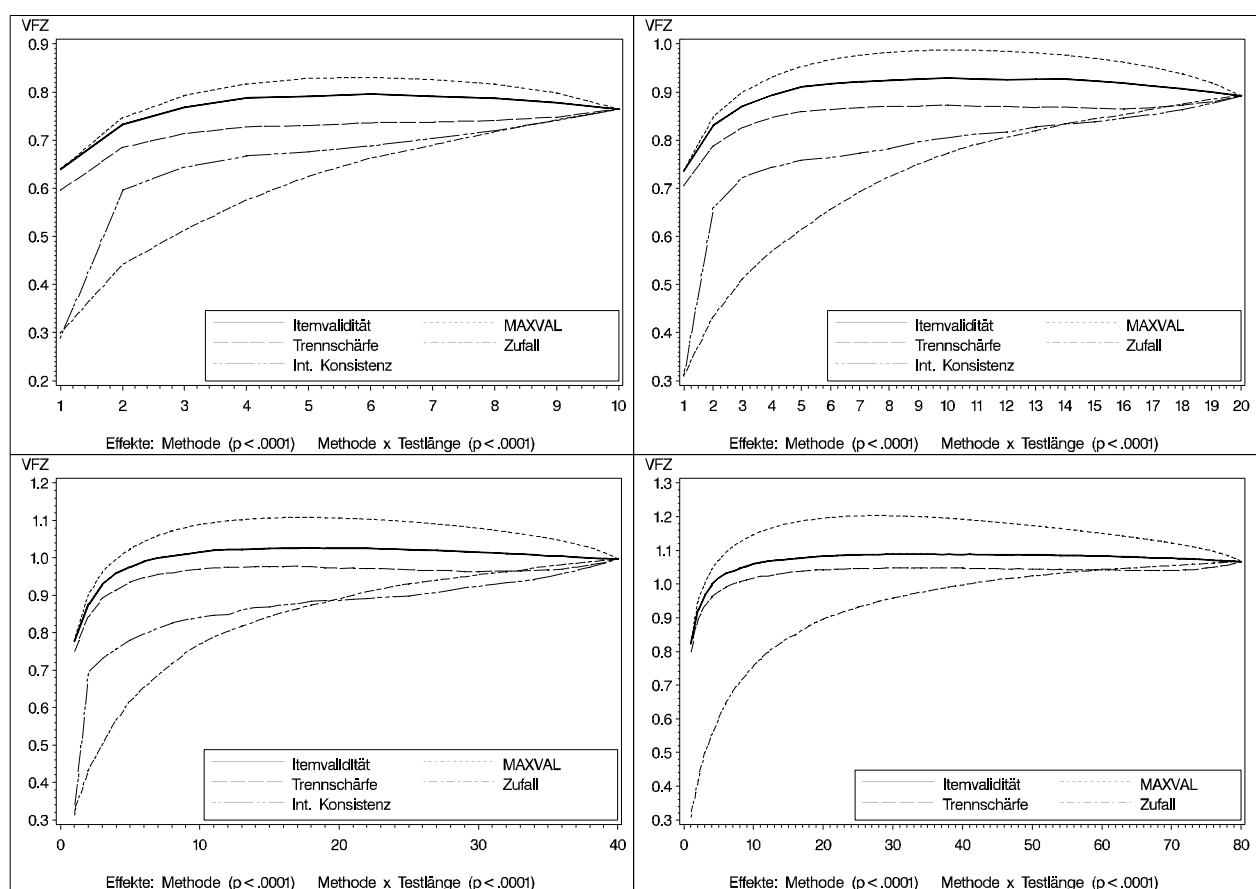 VFZ
0.9
0.8
0.7
0.6
0.5
0.4
0.3
0.2
Itemvalidität MAXVAL
Trennschärfe Zufall
Int. Konsistenz
1 2 3 4 5 6 7 8 9 10
Effekte: Methode (p<.0001) Methode x Testlänge (p<.0001)
VFZ
1.0
0.9
0.8
0.7
0.6
0.5
0.4
0.3
Itemvalidität MAXVAL
Trennschärfe Zufall
Int. Konsistenz
1 2 3 4 5 6 7 8 9 10 11 12 13 14 15 16 17 18 19 20
Effekte: Methode (p<.0001) Methode x Testlänge (p<.0001)
VFZ
1.2
1.1
1.0
0.9
0.8
0.7
0.6
0.5
0.4
0.3
Itemvalidität MAXVAL
Trennschärfe Zufall
Int. Konsistenz
0 10 20 30 40
Effekte: Methode (p<.0001) Methode x Testlänge (p<.0001)
VFZ
1.3
1.2
1.1
1.0
0.9
0.8
0.7
0.6
0.5
0.4
0.3
Itemvalidität MAXVAL
Trennschärfe Zufall
0 10 20 30 40 50 60 70 80
Effekte: Methode (p<.0001) Methode x Testlänge (p<.0001)